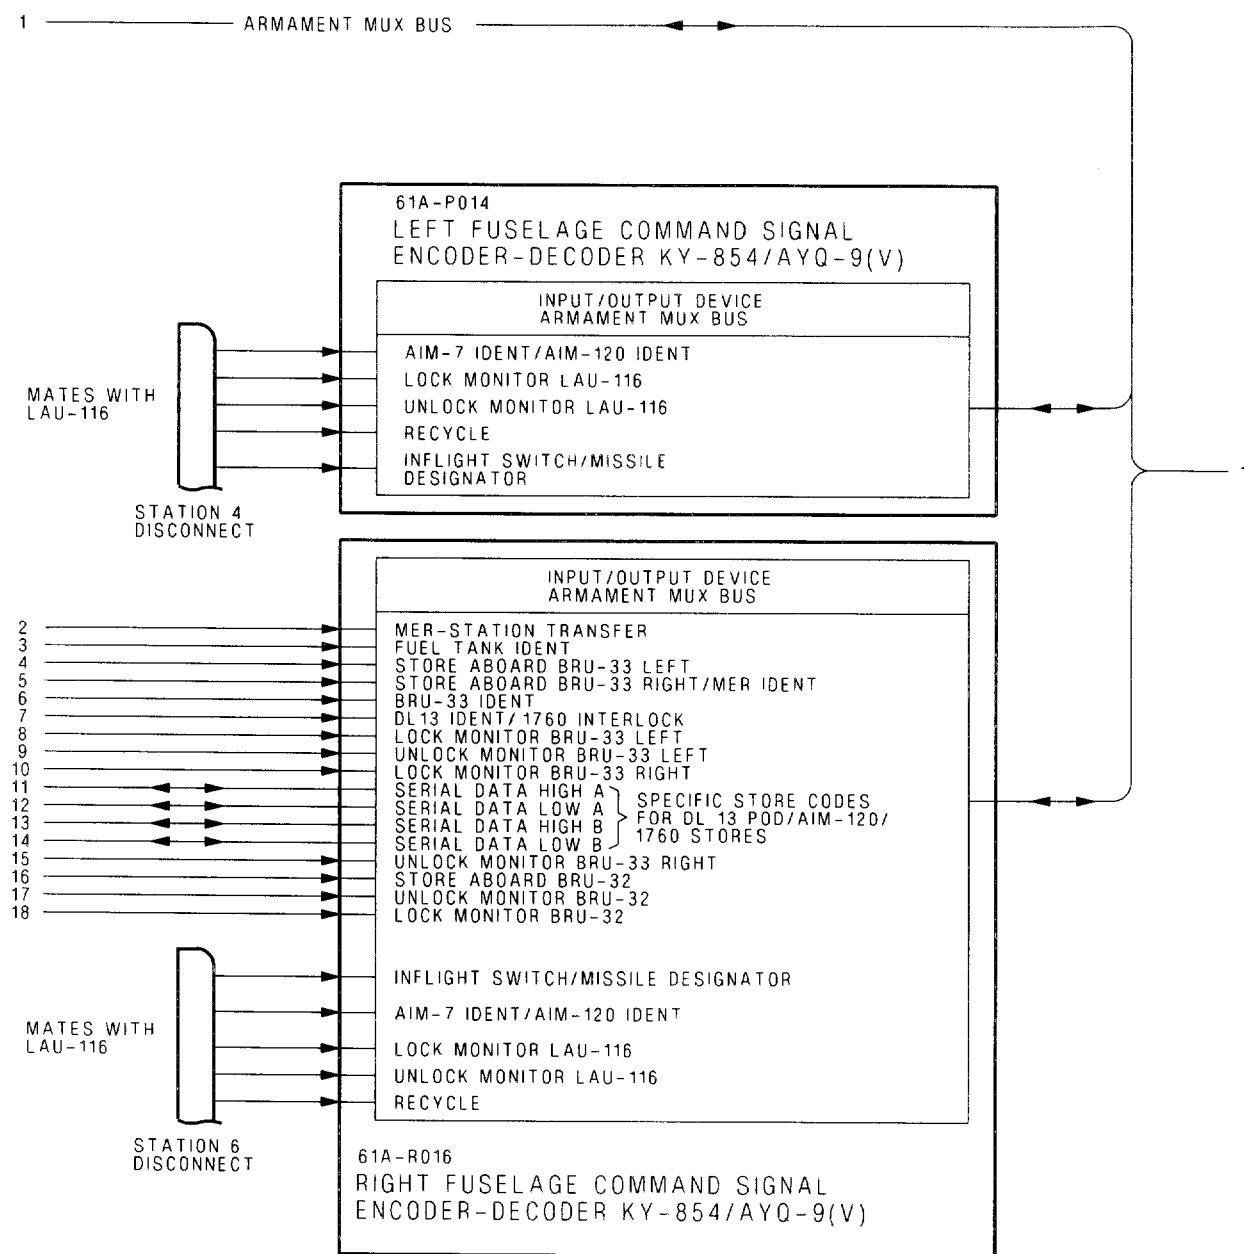 1 ARMAMENT MUX BUS
61A-P014
LEFT FUSELAGE COMMAND SIGNAL
ENCODER-DECODER KY-854/AYQ-9(V)
INPUT/OUTPUT DEVICE
ARMAMENT MUX BUS
AIM-7 IDENT/AIM-120 IDENT
LOCK MONITOR LAU-116
UNLOCK MONITOR LAU-116
RECYCLE
INFLIGHT SWITCH/MISSILE
DESIGNATOR
MATES WITH
LAU-116
STATION 4
DISCONNECT
INPUT/OUTPUT DEVICE
ARMAMENT MUX BUS
2 MER-STATION TRANSFER
3 FUEL TANK IDENT
4 STORE ABOARD BRU-33 LEFT
5 STORE ABOARD BRU-33 RIGHT/MER IDENT
6 BRU-33 IDENT
7 DL13 IDENT/1760 INTERLOCK
8 LOCK MONITOR BRU-33 LEFT
9 UNLOCK MONITOR BRU-33 LEFT
10 LOCK MONITOR BRU-33 RIGHT
11 SERIAL DATA HIGH A
12 SERIAL DATA LOW A
13 SERIAL DATA HIGH B
14 SERIAL DATA LOW B
SPECIFIC STORE CODES
FOR DL 13 POD/AIM-120/
1760 STORES
15 UNLOCK MONITOR BRU-33 RIGHT
16 STORE ABOARD BRU-32
17 UNLOCK MONITOR BRU-32
18 LOCK MONITOR BRU-32
INFLIGHT SWITCH/MISSILE DESIGNATOR
AIM-7 IDENT/AIM-120 IDENT
LOCK MONITOR LAU-116
UNLOCK MONITOR LAU-116
RECYCLE
MATES WITH
LAU-116
STATION 6
DISCONNECT
61A-R016
RIGHT FUSELAGE COMMAND SIGNAL
ENCODER-DECODER KY-854/AYQ-9(V)